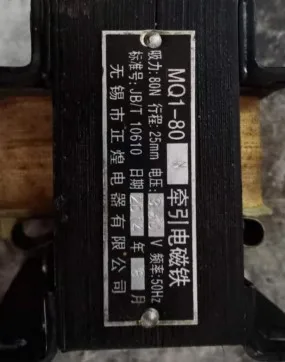 MQ1-80 牵引电磁铁
吸力:80N 行程:25mm 电压: V 频率:50Hz
标准号:JB/T 10610 日期 年 月
无锡市正煌电器有限公司